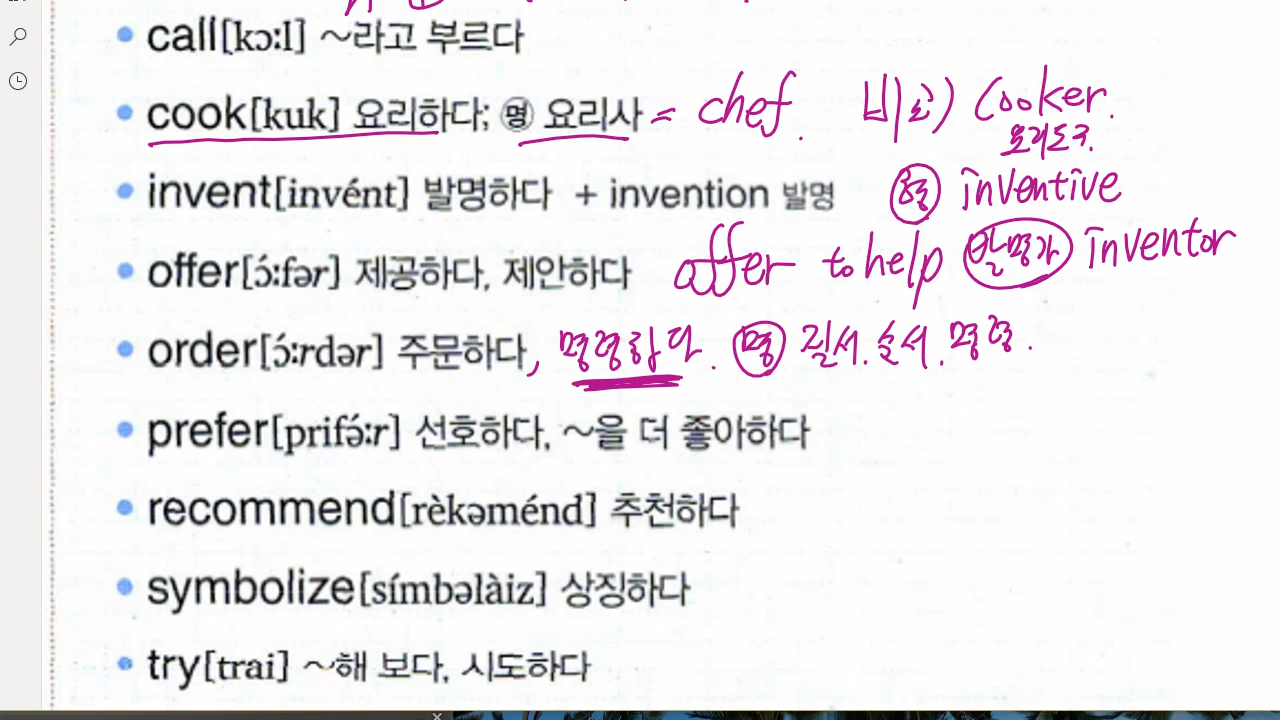 call[kɔːl] ~라고 부르다
cook[kuk] 요리하다; 명 요리사 = chef. 비교) Cooker.
요리도구.
invent[invént] 발명하다 + invention 발명 형 inventive
offer[ɔ́ːfər] 제공하다, 제안하다 offer to help 발명가 inventor
order[ɔ́ːrdər] 주문하다, 명령하다. 명 질서. 순서. 명령.
prefer[prifə́ːr] 선호하다, ~을 더 좋아하다
recommend[rèkəménd] 추천하다
symbolize[símbəlàiz] 상징하다
try[trai] ~해 보다, 시도하다